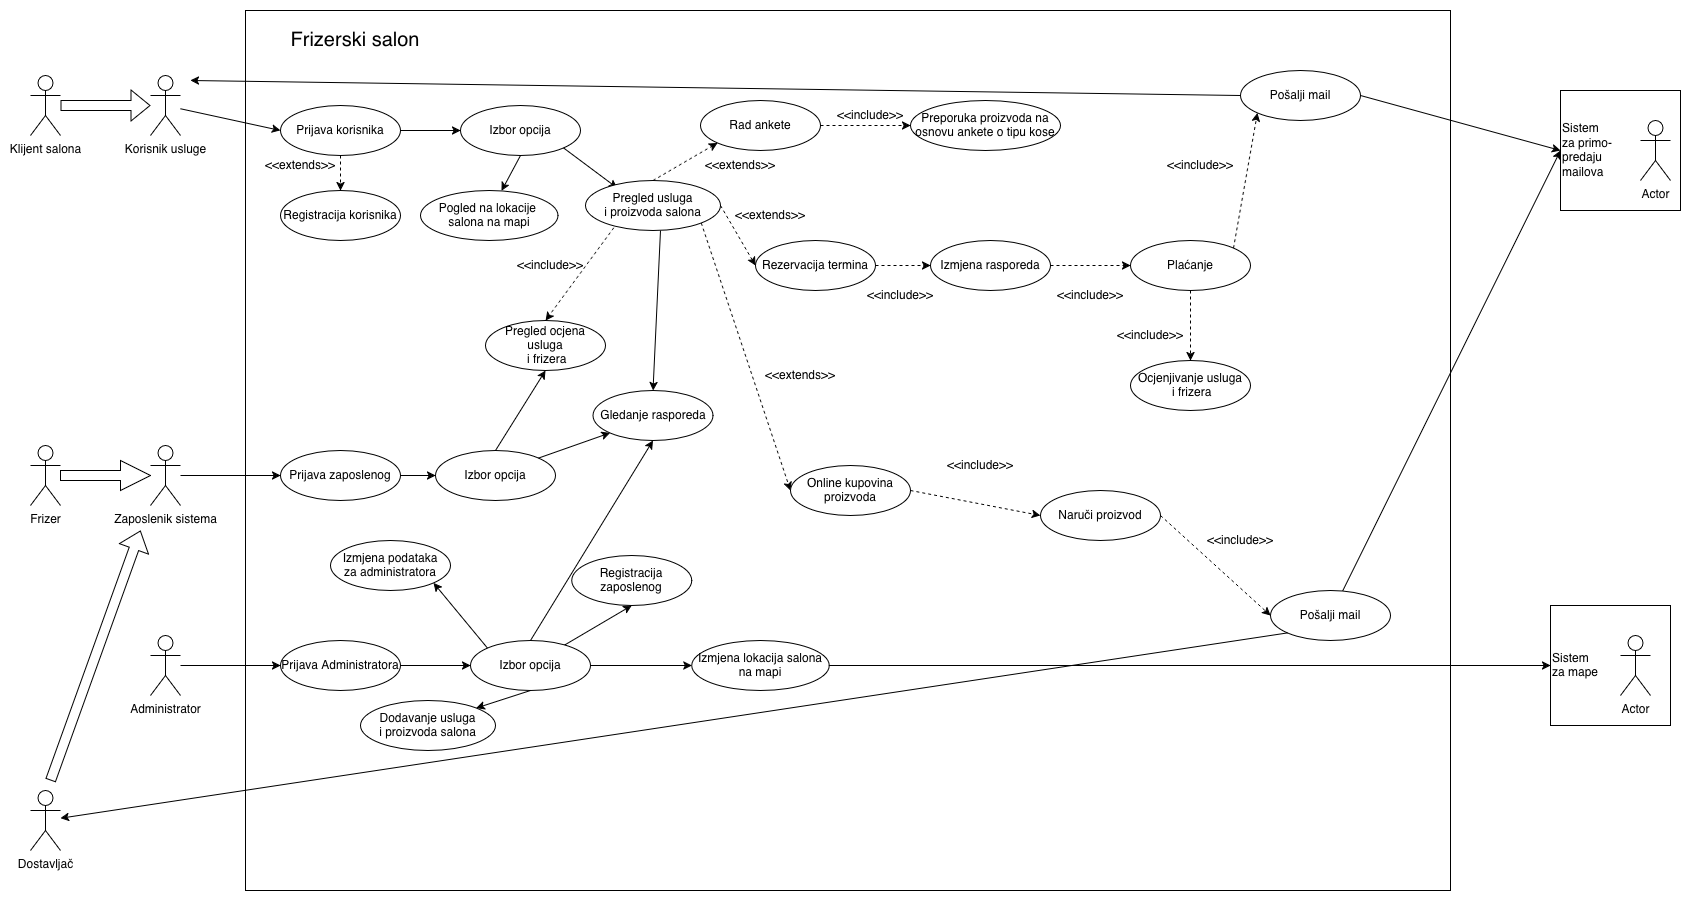 Frizerski salon
Klijent salona
Korisnik usluge
Prijava korisnika
<<extends>>
Registracija korisnika
Izbor opcija
Pogled na lokacije
salona na mapi
Pregled usluga
i proizvoda salona
Rad ankete
<<extends>>
<<include>>
Preporuka proizvoda na
osnovu ankete o tipu kose
Pošalji mail
<<include>>
Sistem
za primo-
predaju
mailova
Actor
<<extends>>
Rezervacija termina
<<include>>
Izmjena rasporeda
<<include>>
Plaćanje
<<include>>
Ocjenjivanje usluga
i frizera
<<include>>
Pregled ocjena
usluga
i frizera
<<extends>>
Gledanje rasporeda
Frizer
Zaposlenik sistema
Prijava zaposlenog
Izbor opcija
Online kupovina
proizvoda
<<include>>
Naruči proizvod
<<include>>
Pošalji mail
Izmjena podataka
za administratora
Registracija
zaposlenog
Administrator
Prijava Administratora
Izbor opcija
Izmjena lokacija salona
na mapi
Sistem
za mape
Actor
Dodavanje usluga
i proizvoda salona
Dostavljač